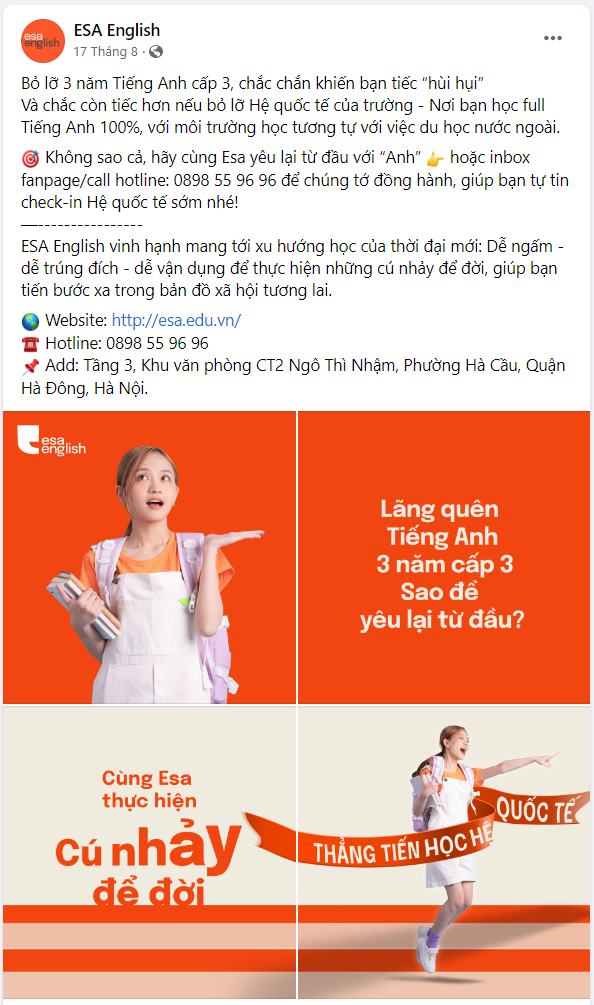 ESA English
17 Tháng 8
esa
english
Bỏ lỡ 3 năm Tiếng Anh cấp 3, chắc chắn khiến bạn tiếc “hùi hụi”
Và chắc còn tiếc hơn nếu bỏ lỡ Hệ quốc tế của trường - Nơi bạn học full
Tiếng Anh 100%, với môi trường học tương tự với việc du học nước ngoài.
🎯 Không sao cả, hãy cùng Esa yêu lại từ đầu với “Anh” 👉 hoặc inbox
fanpage/call hotline: 0898 55 96 96 để chúng tớ đồng hành, giúp bạn tự tin
check-in Hệ quốc tế sớm nhé!
—----------------
ESA English vinh hạnh mang tới xu hướng học của thời đại mới: Dễ ngấm -
dễ trúng đích - dễ vận dụng để thực hiện những cú nhảy để đời, giúp bạn
tiến bước xa trong bản đồ xã hội tương lai.
🌎 Website: http://esa.edu.vn/
☎️ Hotline: 0898 55 96 96
📌 Add: Tầng 3, Khu văn phòng CT2 Ngô Thì Nhậm, Phường Hà Cầu, Quận
Hà Đông, Hà Nội.
esa
english
Lãng quên
Tiếng Anh
3 năm cấp 3
Sao để
yêu lại từ đầu?
Cùng Esa
thực hiện
Cú nhảy
để đời
THẲNG TIẾN HỌC HỆ QUỐC TẾ